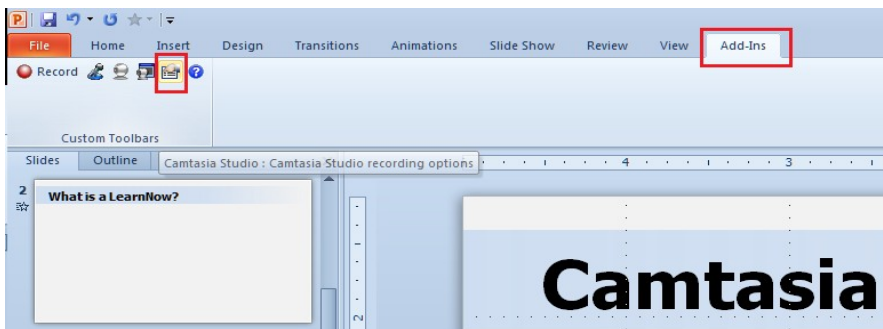 P
File Home Insert Design Transitions Animations Slide Show Review View Add-Ins
Record ?
Custom Toolbars
Slides Outline Camtasia Studio : Camtasia Studio recording options 4 3
2 What is a LearnNow?
2
Camtasia